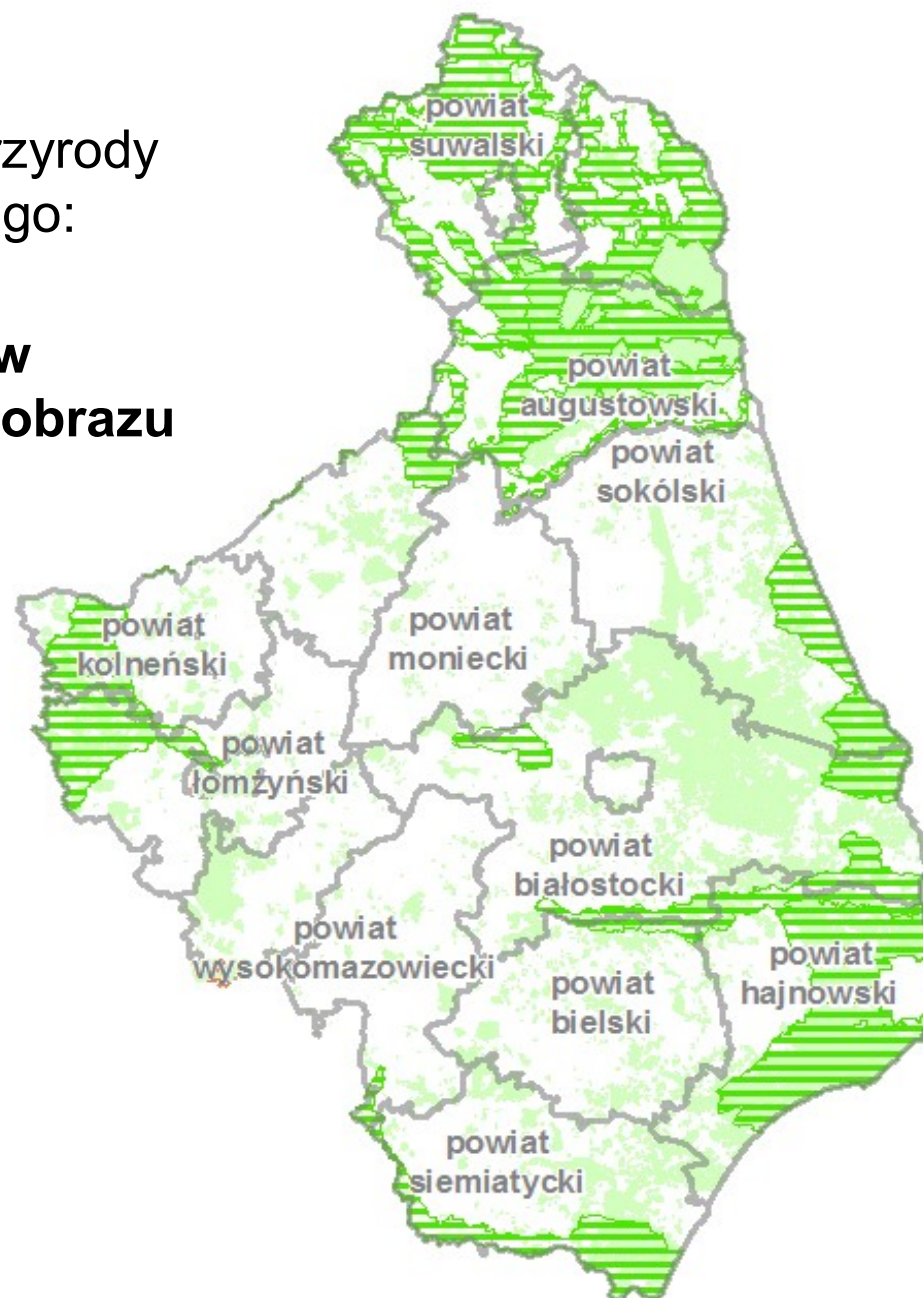 rzyrody
go:
w
obrazu
powiat
suwalski
powiat
augustowski
powiat
sokólski
powiat
kolneński
powiat
moniecki
powiat
łomżyński
powiat
białostocki
powiat
wysokomazowiecki
powiat
bielski
powiat
hajnowski
powiat
siemiatycki